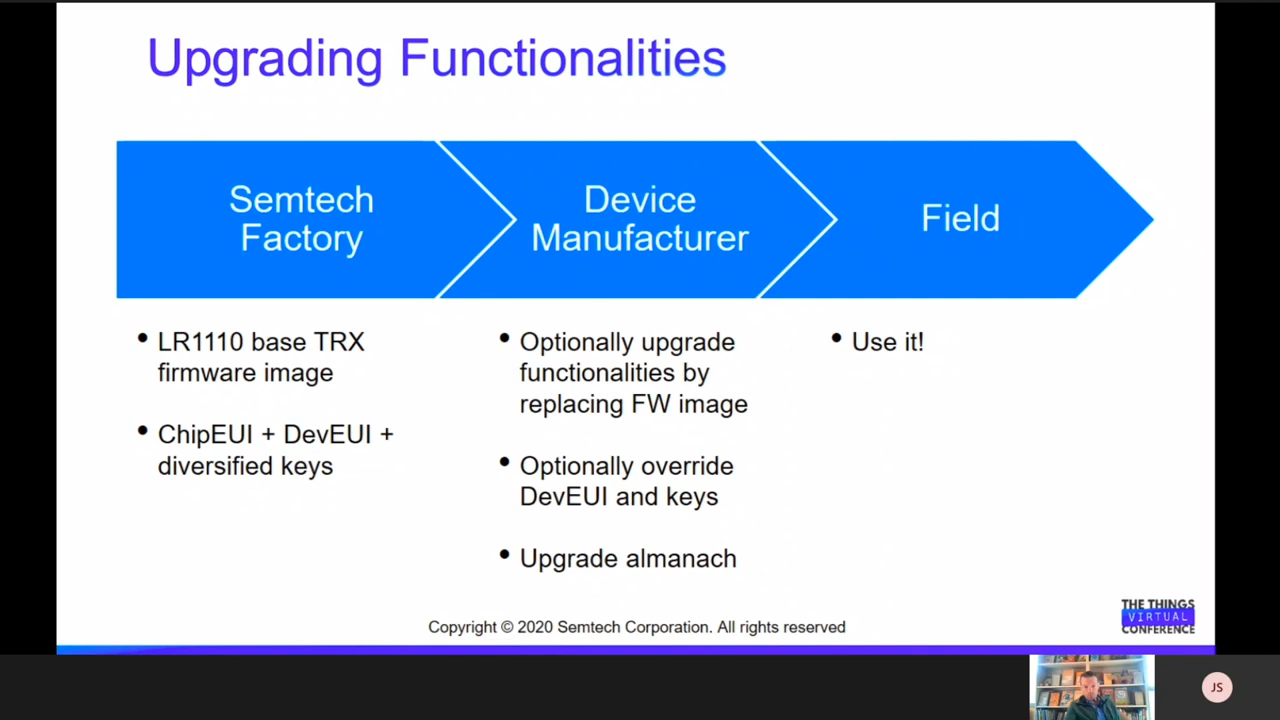 Upgrading Functionalities
Semtech
Factory
Device
Manufacturer
Field
• LR1110 base TRX
firmware image
• ChipEUI + DevEUI +
diversified keys
• Optionally upgrade
functionalities by
replacing FW image
• Optionally override
DevEUI and keys
• Upgrade almanach
• Use it!
Copyright © 2020 Semtech Corporation. All rights reserved
THE THINGS
VIRTUAL
CONFERENCE
JS